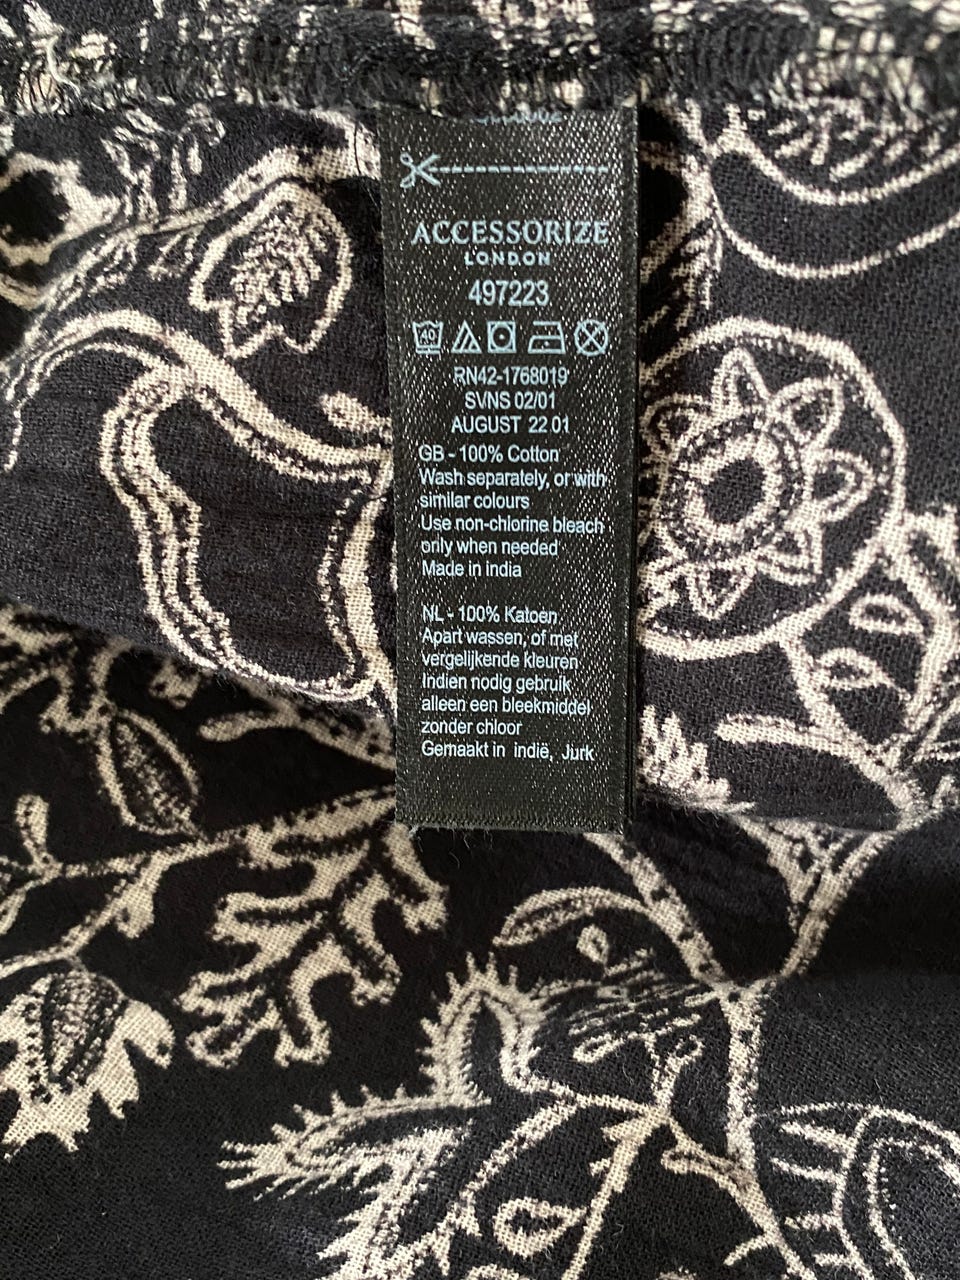 ACCESSORIZE
LONDON
497223
40
RN42-1768019
SVNS 02/01
AUGUST 22 01
GB - 100% Cotton
Wash separately, or with
similar colours
Use non-chlorine bleach
only when needed
Made in india
NL - 100% Katoen
Apart wassen, of met
vergelijkende kleuren
Indien nodig gebruik
alleen een bleekmiddel
zonder chloor
Gemaakt in indië, Jurk